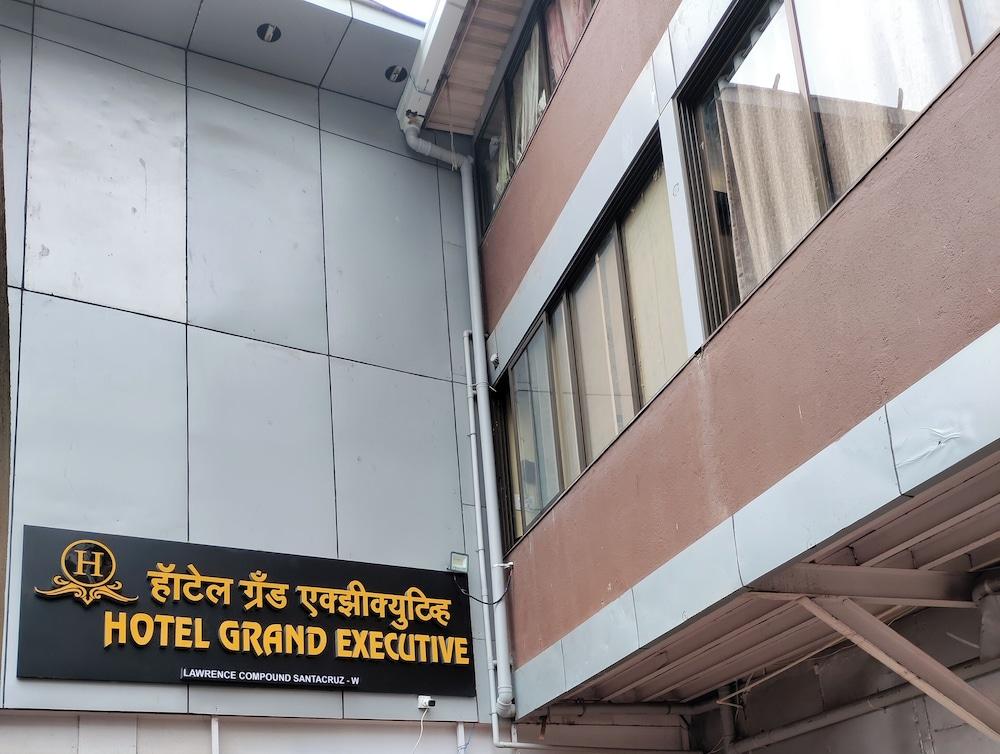 H
हॅाटेल ग्रँड एक्झीक्युटिव्ह
HOTEL GRAND EXECUTIVE
LAWRENCE COMPOUND SANTACRUZ - W